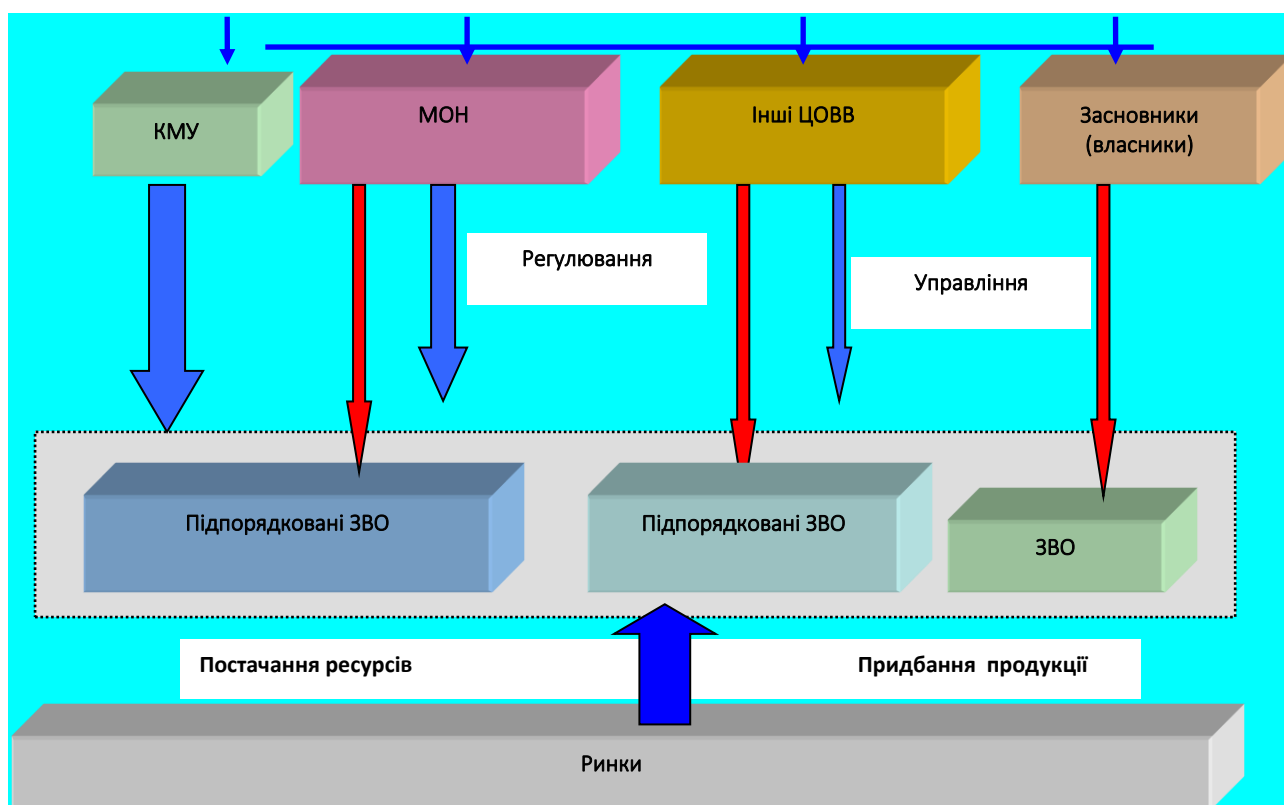 КМУ
МОН
Інші ЦОВВ
Засновники
(власники)
Регулювання
Управління
Підпорядковані ЗВО
Підпорядковані ЗВО
ЗВО
Постачання ресурсів
Придбання продукції
Ринки